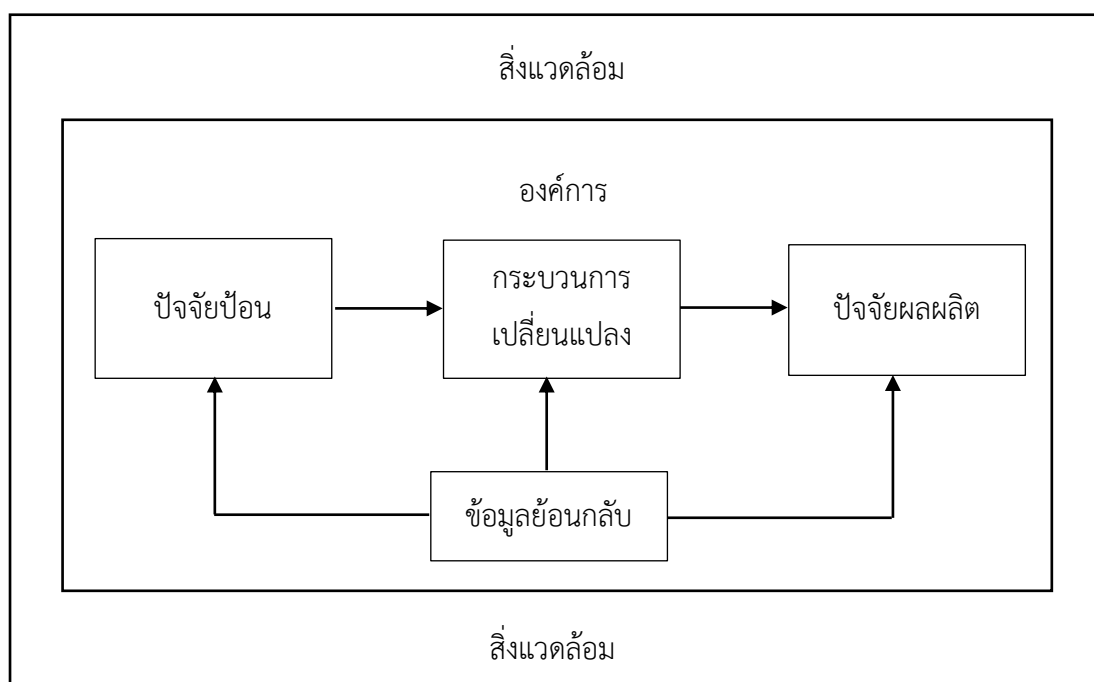 สิ่งแวดล้อม
องค์การ
ปัจจัยป้อน
กระบวนการ
เปลี่ยนแปลง
ปัจจัยผลผลิต
ข้อมูลย้อนกลับ
สิ่งแวดล้อม